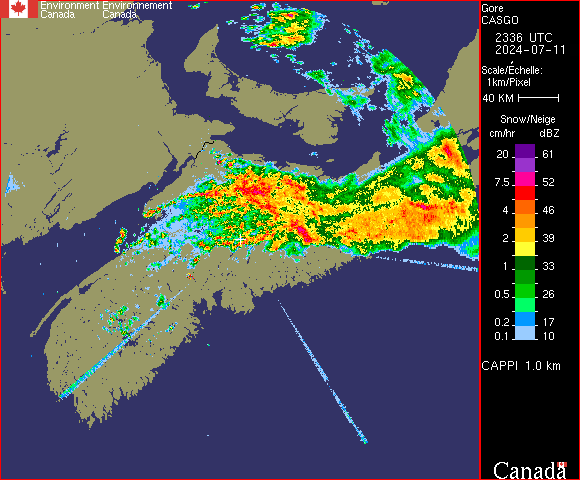 Environment Environnement
Canada Canada
Gore
CASGO
2336 UTC
2024-07-11
Scale/Échelle:
1km/Pixel
40 KM
Snow/Neige
cm/hr dBZ
20 61
7.5 52
4 46
2 39
1 33
0.5 26
0.2 17
0.1 10
CAPPI 1.0 km
Canada